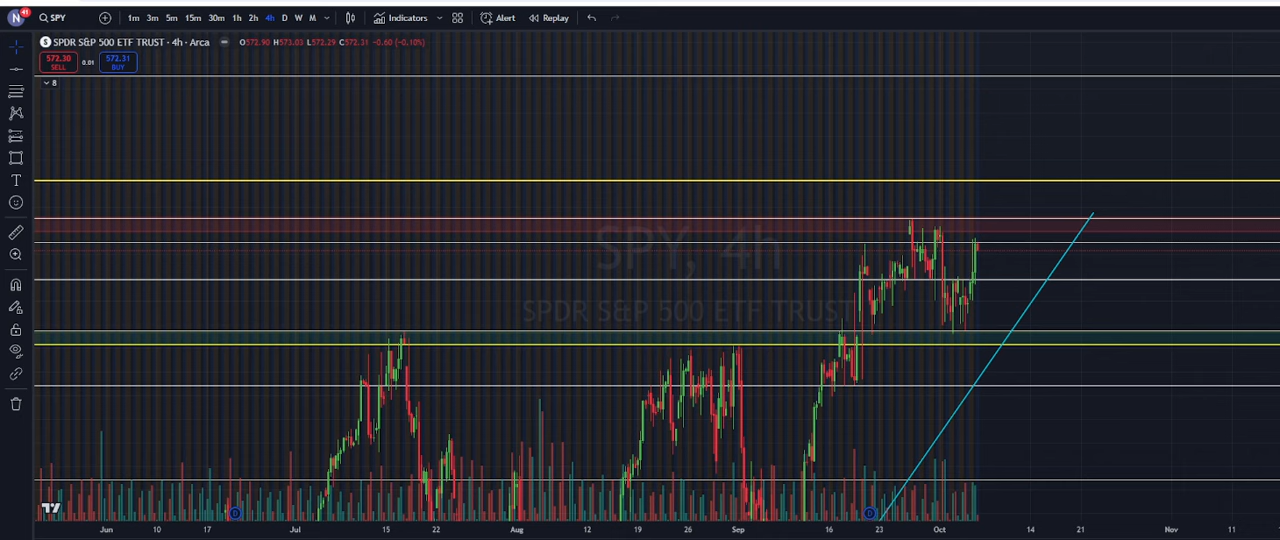 N 41 SPY 1m 3m 5m 15m 30m 1h 2h 4h D W M Indicators Alert Replay
S SPDR S&P 500 ETF TRUST · 4h · Arca O572.90 H573.03 L572.29 C572.31 −0.60 (−0.10%)
572.30 0.01 572.31
SELL BUY
8
SPY, 4h
SPDR S&P 500 ETF TRUST
D D
Jun 10 17 Jul 15 22 Aug 12 19 26 Sep 16 23 Oct 14 21 Nov 11